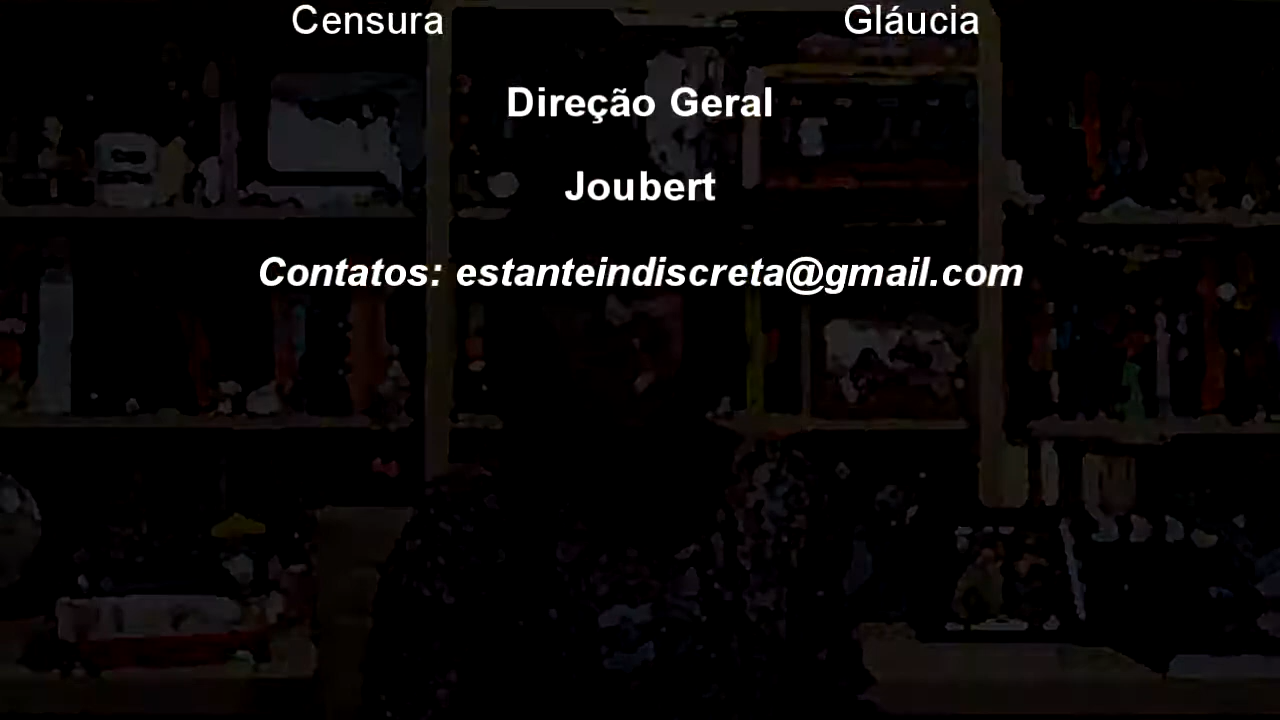 Censura Gláucia
Direção Geral
Joubert
Contatos: estanteindiscreta@gmail.com